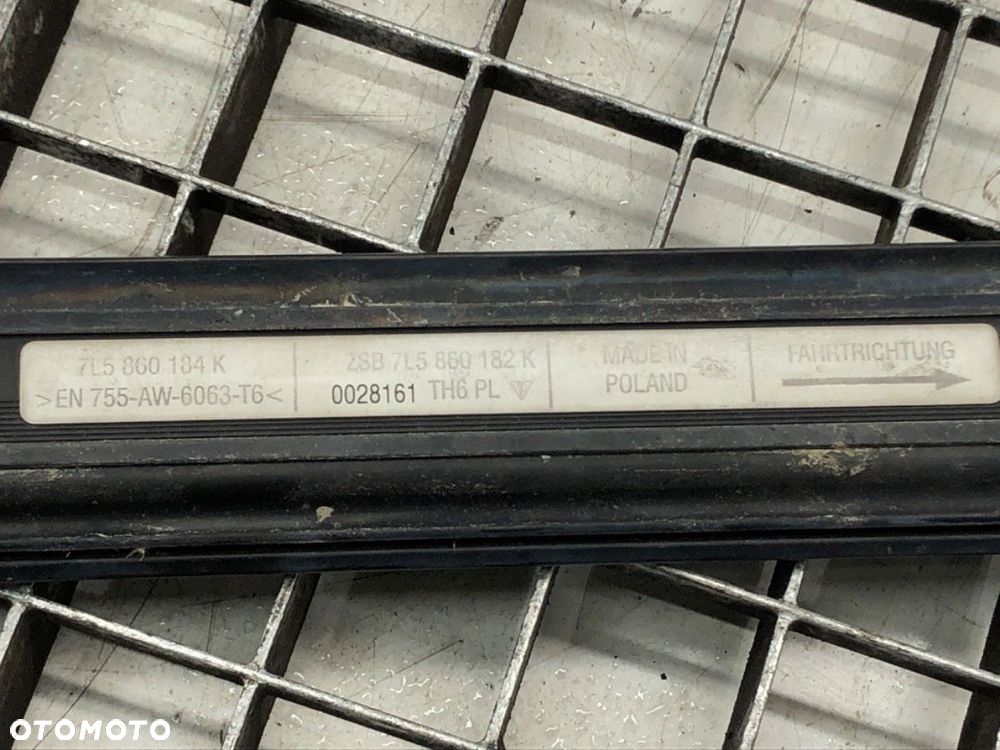 7L5 860 184 K
>EN 755-AW-6063-T6<
ZSB 7L5 860 182 K
0028161 TH6 PL
MADE IN
POLAND
FAHRTRICHTUNG
OTOMOTO